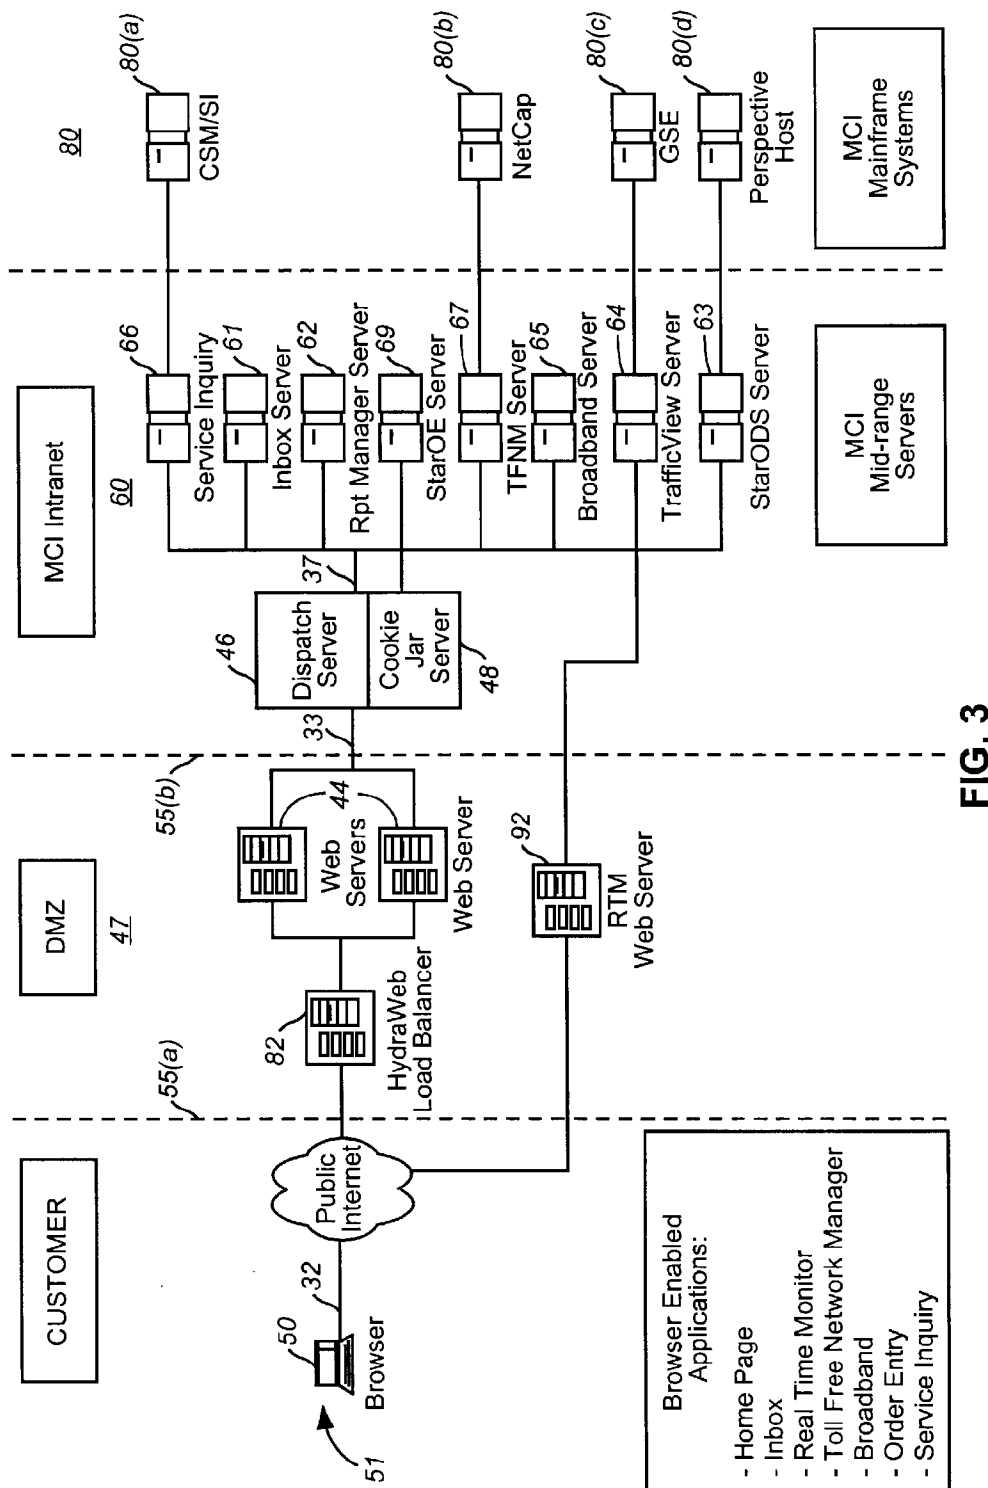 CUSTOMER
DMZ
47
MCI Intranet
60
80
55(a)
55(b)
51
50
Browser
32
Public
Internet
82
HydraWeb
Load Balancer
44
Web
Servers
Web Server
92
RTM
Web Server
33
46
Dispatch
Server
Cookie
Jar
Server
48
37
66
Service Inquiry
61
Inbox Server
62
Rpt Manager Server
69
StarOE Server
67
TFNM Server
65
Broadband Server
64
TrafficView Server
63
StarODS Server
80(a)
CSM/SI
80(b)
NetCap
80(c)
GSE
80(d)
Perspective
Host
Browser Enabled
Applications:
- Home Page
- Inbox
- Real Time Monitor
- Toll Free Network Manager
- Broadband
- Order Entry
- Service Inquiry
MCI
Mid-range
Servers
MCI
Mainframe
Systems
FIG. 3